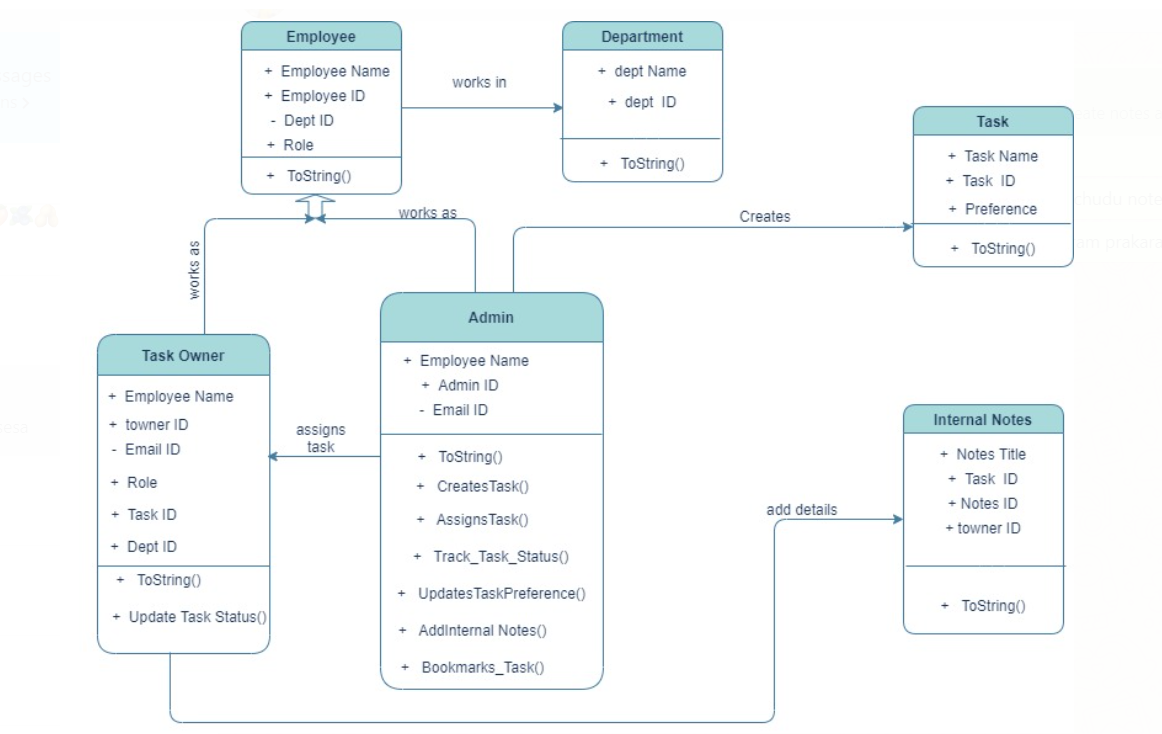 Employee
+ Employee Name
+ Employee ID
- Dept ID
+ Role
+ ToString()
works in
Department
+ dept Name
+ dept ID
+ ToString()
Task
+ Task Name
+ Task ID
+ Preference
+ ToString()
works as
works as
Creates
Task Owner
+ Employee Name
+ towner ID
- Email ID
+ Role
+ Task ID
+ Dept ID
+ ToString()
+ Update Task Status()
assigns
task
Admin
+ Employee Name
+ Admin ID
- Email ID
+ ToString()
+ CreatesTask()
+ AssignsTask()
+ Track_Task_Status()
+ UpdatesTaskPreference()
+ AddInternal Notes()
+ Bookmarks_Task()
add details
Internal Notes
+ Notes Title
+ Task ID
+ Notes ID
+ towner ID
+ ToString()